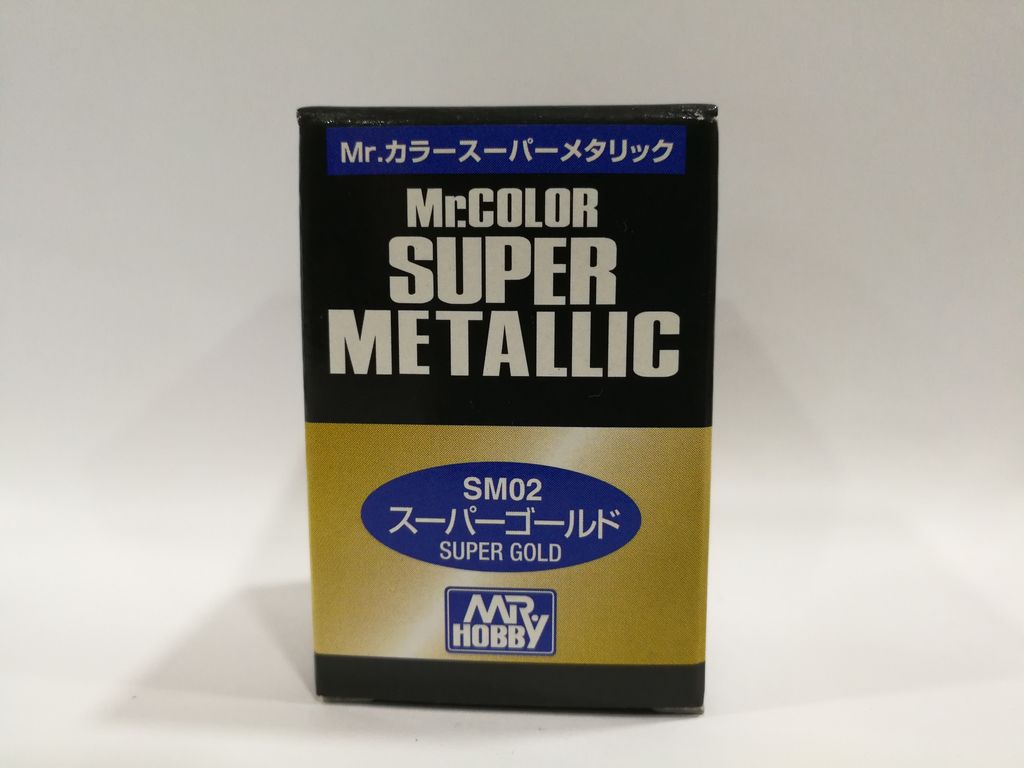 Mr.カラースーパーメタリック
Mr.COLOR
SUPER
METALLIC
SM02
スーパーゴールド
SUPER GOLD
MR
HOBBY